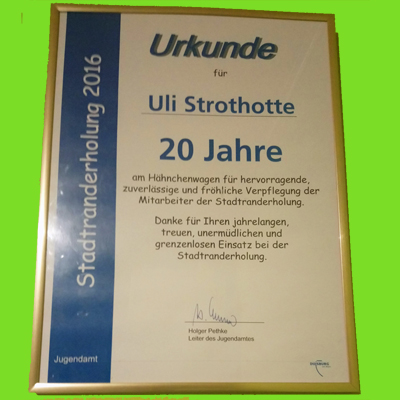 Urkunde
für
Uli Strothotte
20 Jahre
am Hähnchenwagen für hervorragende,
zuverlässige und fröhliche Verpflegung der
Mitarbeiter der Stadtranderholung.
Danke für Ihren jahrelangen,
treuen, unermüdlichen und
grenzenlosen Einsatz bei der
Stadtranderholung.
Holger Pethke
Leiter des Jugendamtes
Stadtranderholung 2016
Jugendamt